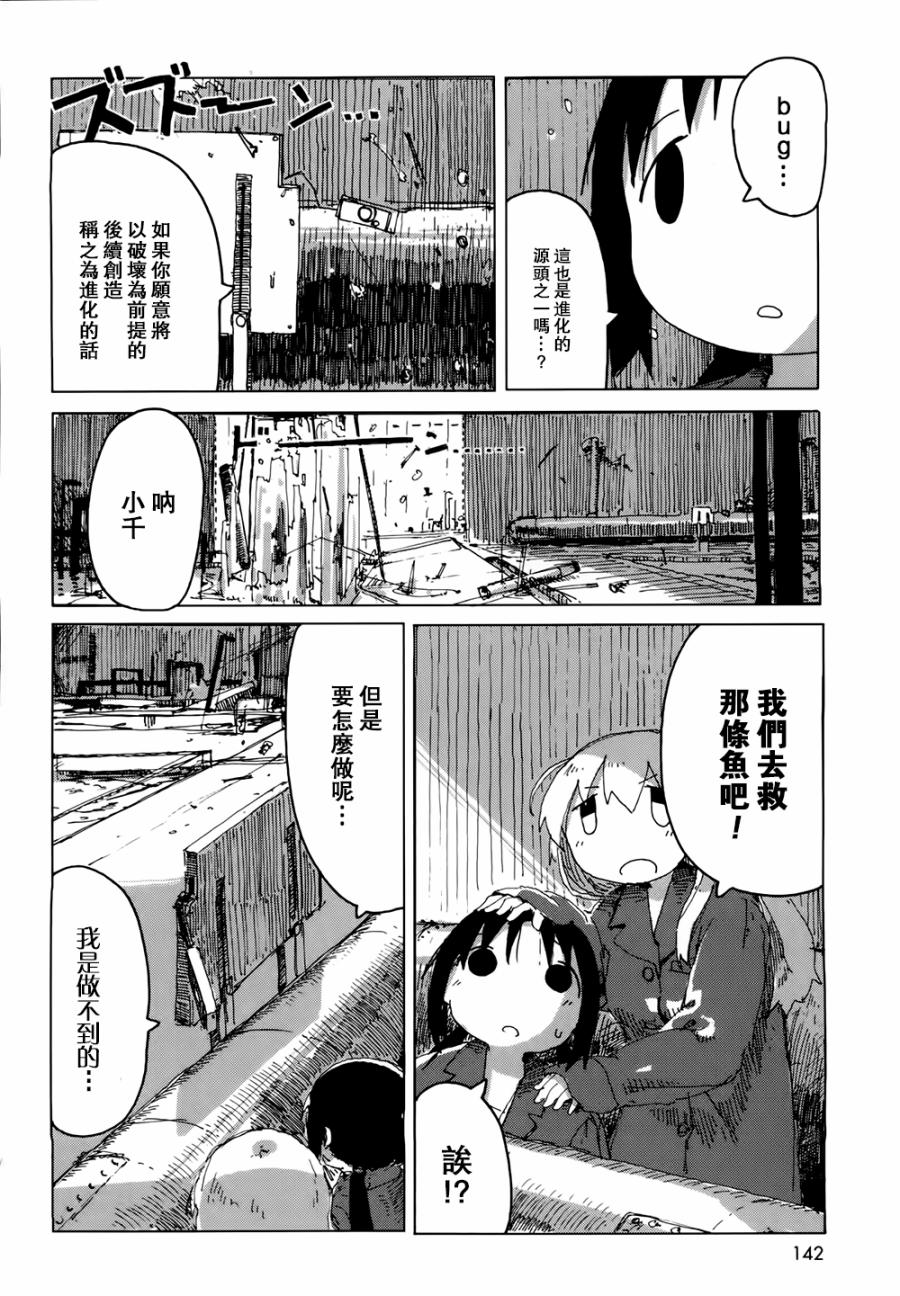 bug…
這也是進化的
源頭之一嗎…?
ズズーン…
如果你願意將
以破壞為前提的
後續創造
稱之為進化的話
吶
小千
我們去救
那條魚吧!
誒!?
但是
要怎麼做呢…
我是做不到的…
142